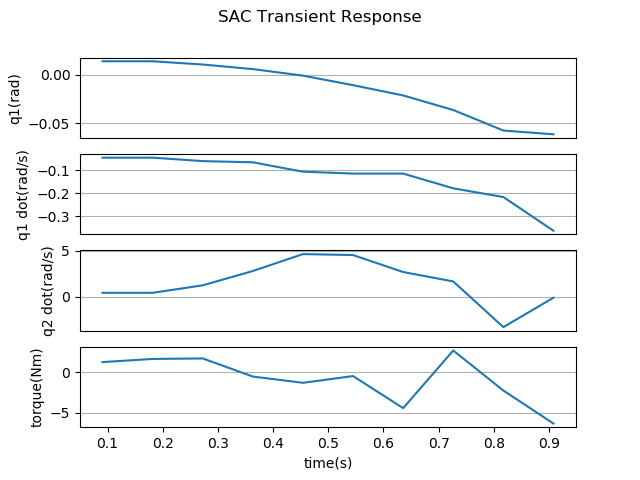 SAC Transient Response
0.00
−0.05
q1(rad)
−0.1
−0.2
−0.3
q1 dot(rad/s)
5
0
q2 dot(rad/s)
0
−5
torque(Nm)
0.1 0.2 0.3 0.4 0.5 0.6 0.7 0.8 0.9
time(s)